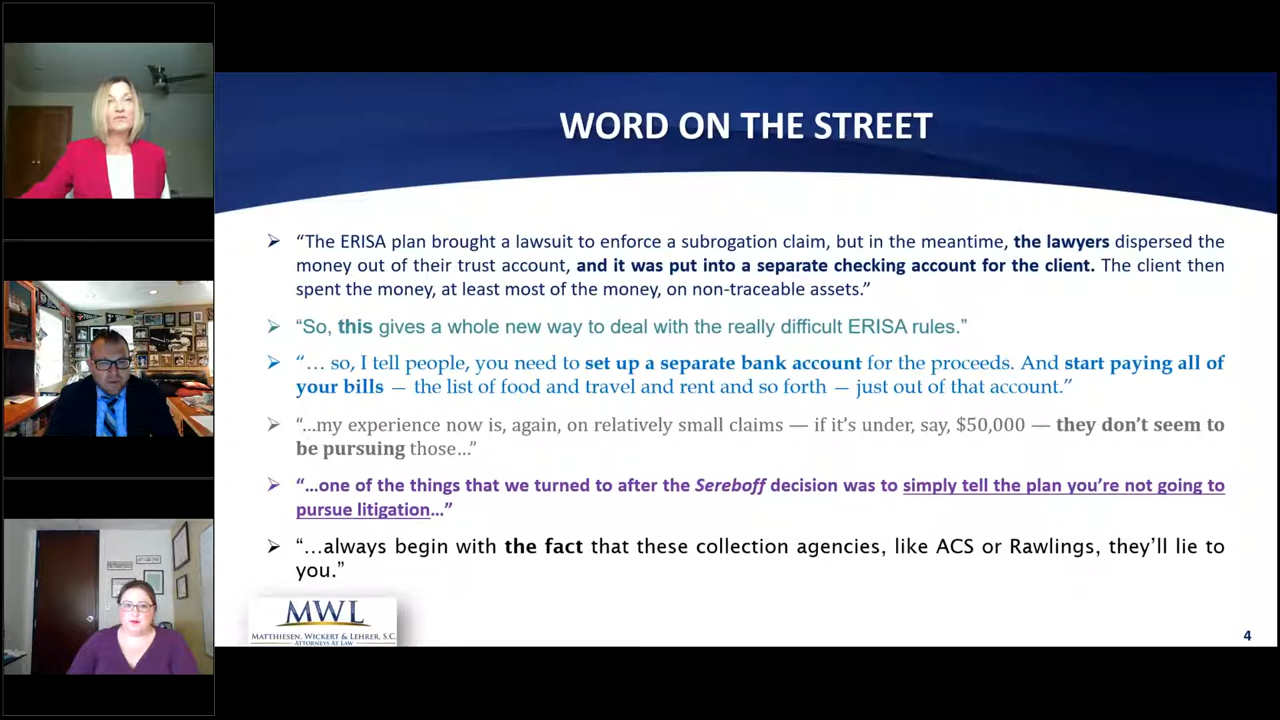 WORD ON THE STREET
➢ “The ERISA plan brought a lawsuit to enforce a subrogation claim, but in the meantime, the lawyers dispersed the
money out of their trust account, and it was put into a separate checking account for the client. The client then
spent the money, at least most of the money, on non-traceable assets.”
➢ “So, this gives a whole new way to deal with the really difficult ERISA rules.”
➢ “… so, I tell people, you need to set up a separate bank account for the proceeds. And start paying all of
your bills — the list of food and travel and rent and so forth — just out of that account.”
➢ “…my experience now is, again, on relatively small claims — if it’s under, say, $50,000 — they don’t seem to
be pursuing those…”
➢ “…one of the things that we turned to after the Sereboff decision was to simply tell the plan you’re not going to
pursue litigation…”
➢ “…always begin with the fact that these collection agencies, like ACS or Rawlings, they’ll lie to
you.”
MWL
MATTHIESEN, WICKERT & LEHRER, S.C.
ATTORNEYS AT LAW
4